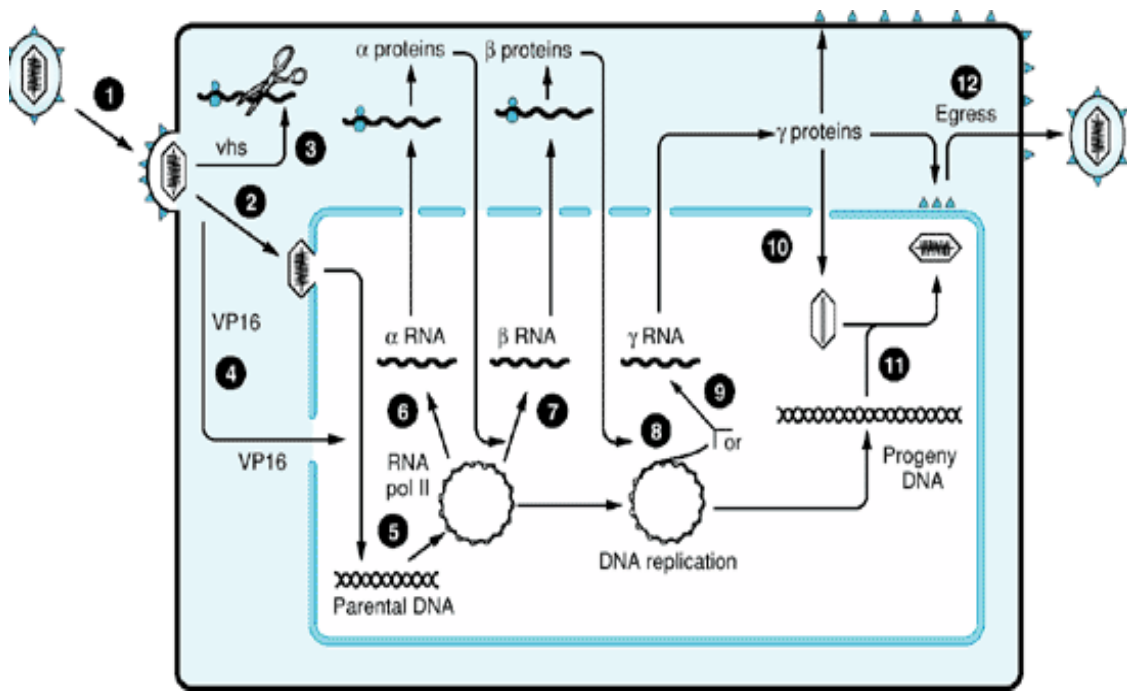 1
vhs
3
2
α proteins
β proteins
γ proteins
12
Egress
10
VP16
4
VP16
α RNA
β RNA
γ RNA
6
7
8
9
or
11
RNA
pol II
5
Parental DNA
DNA replication
Progeny
DNA